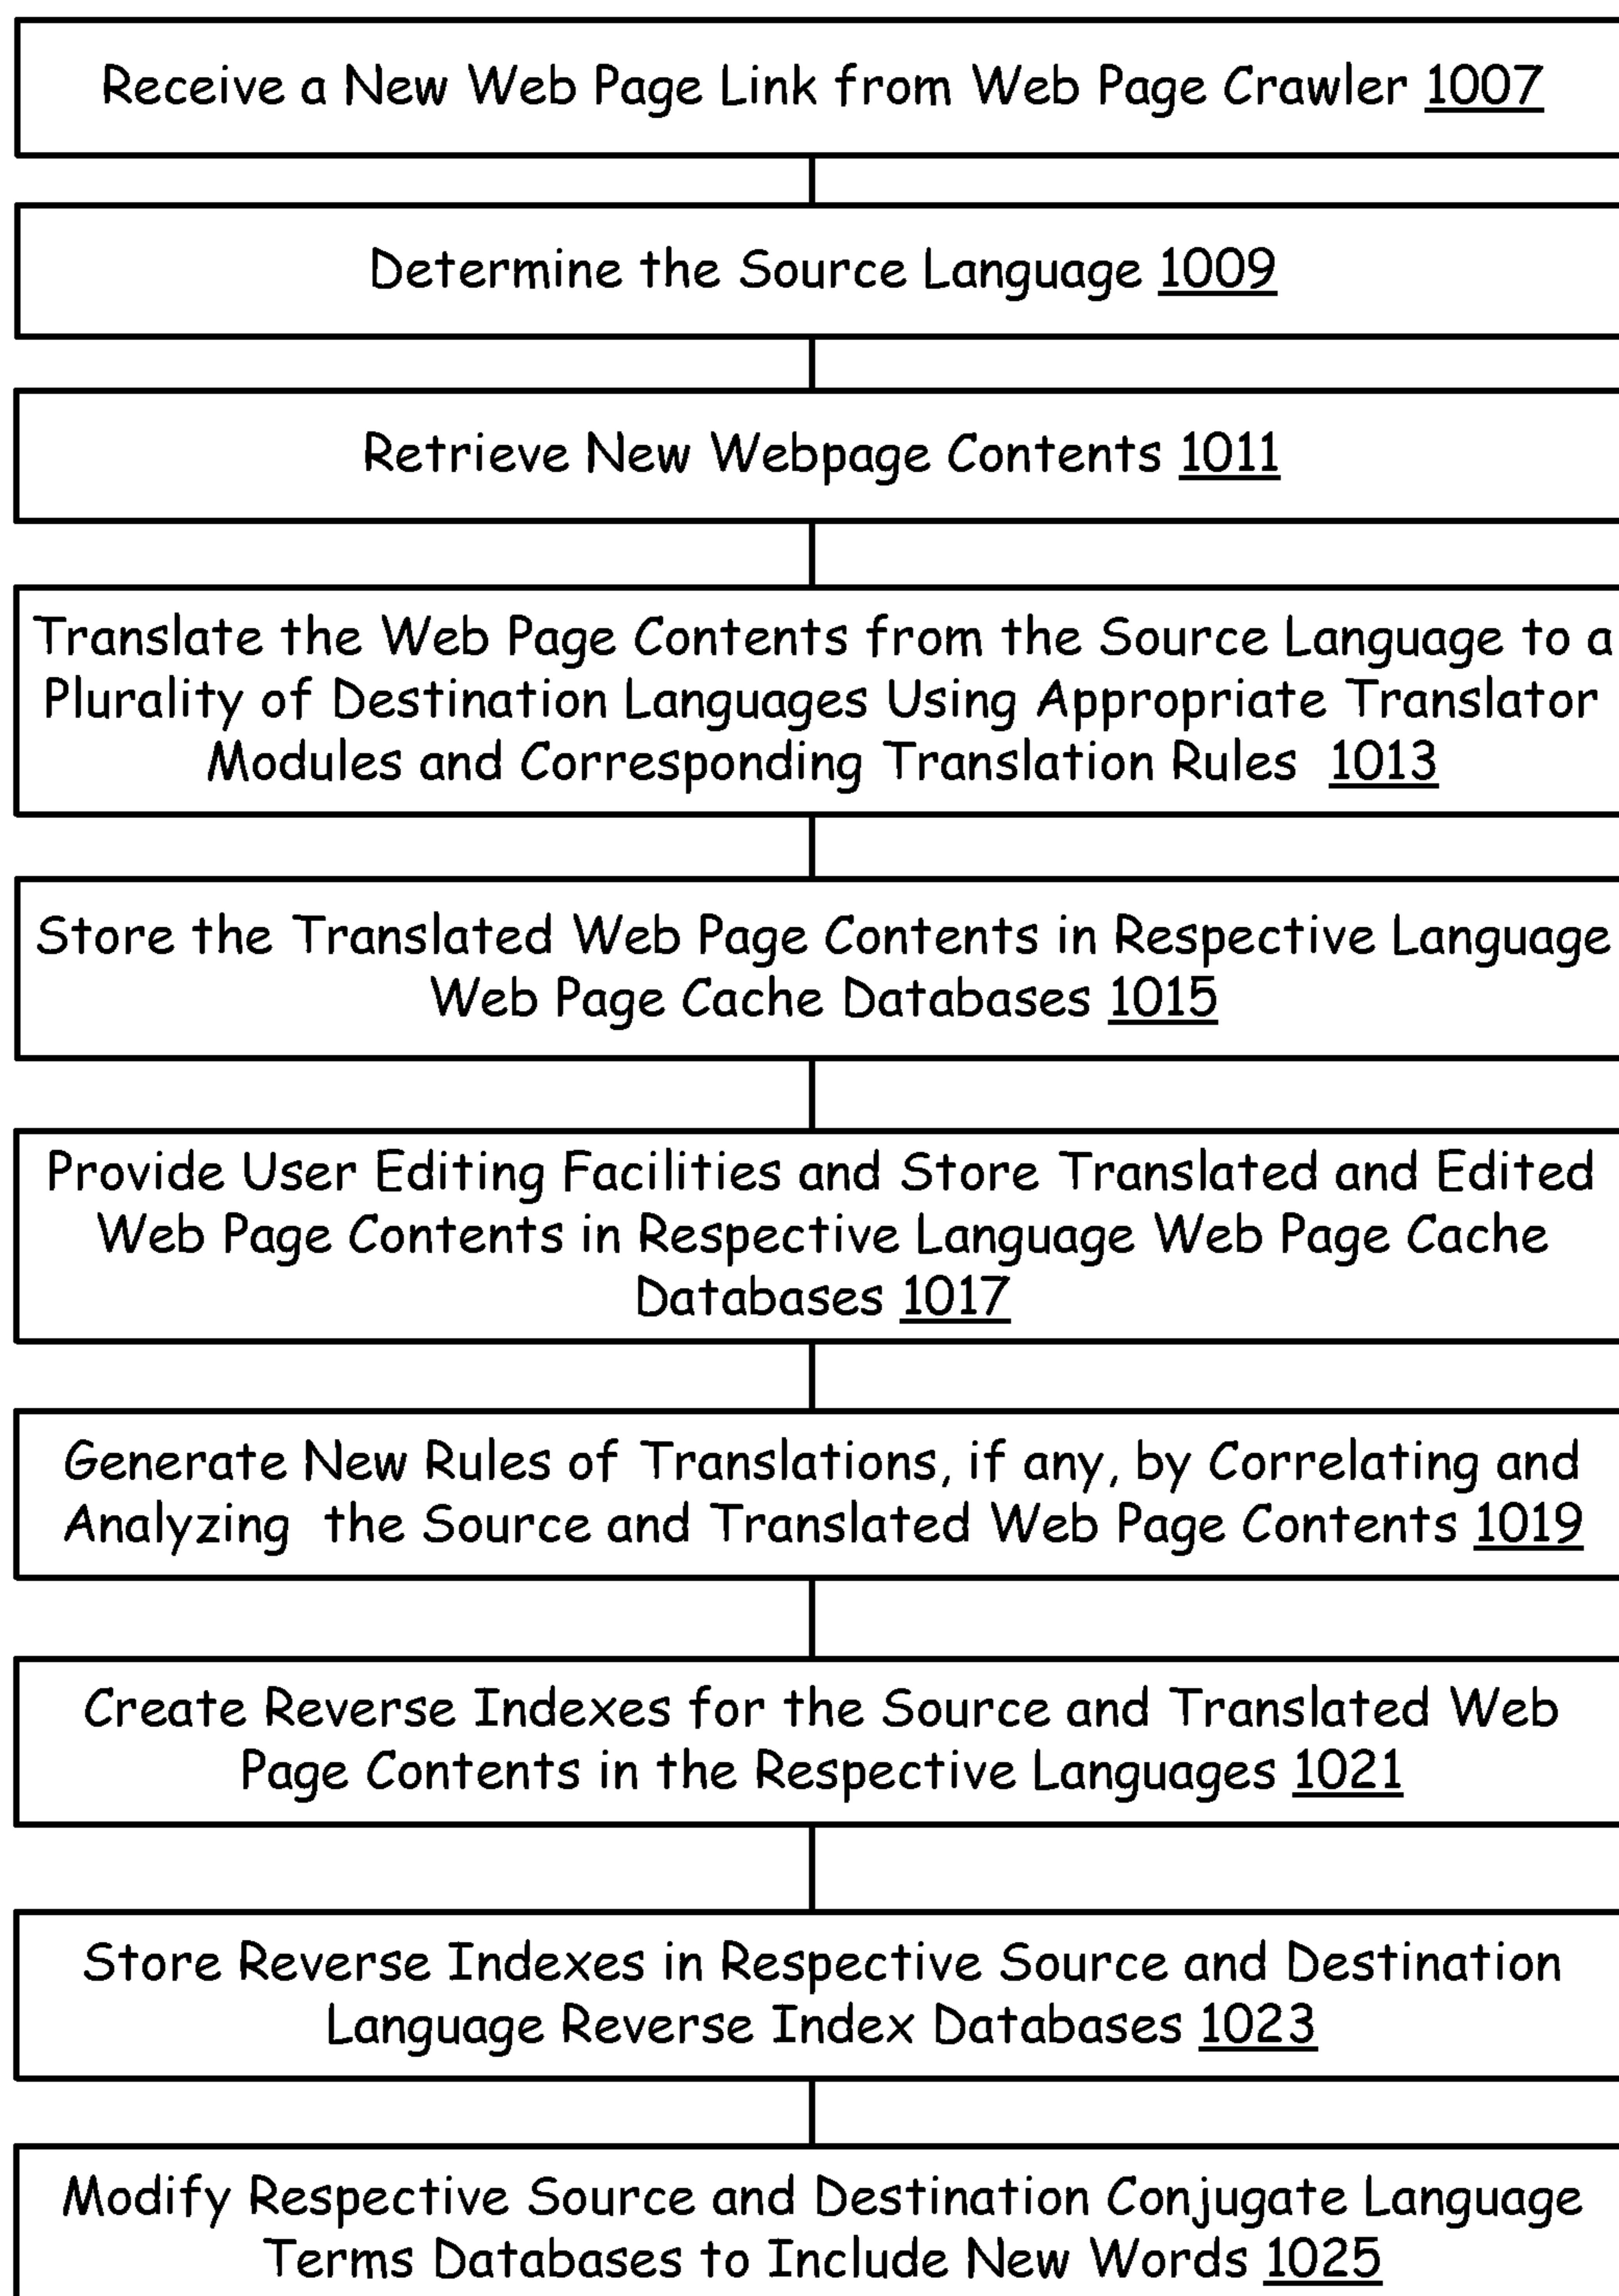 Receive a New Web Page Link from Web Page Crawler 1007
Determine the Source Language 1009
Retrieve New Webpage Contents 1011
Translate the Web Page Contents from the Source Language to a
Plurality of Destination Languages Using Appropriate Translator
Modules and Corresponding Translation Rules 1013
Store the Translated Web Page Contents in Respective Language
Web Page Cache Databases 1015
Provide User Editing Facilities and Store Translated and Edited
Web Page Contents in Respective Language Web Page Cache
Databases 1017
Generate New Rules of Translations, if any, by Correlating and
Analyzing the Source and Translated Web Page Contents 1019
Create Reverse Indexes for the Source and Translated Web
Page Contents in the Respective Languages 1021
Store Reverse Indexes in Respective Source and Destination
Language Reverse Index Databases 1023
Modify Respective Source and Destination Conjugate Language
Terms Databases to Include New Words 1025